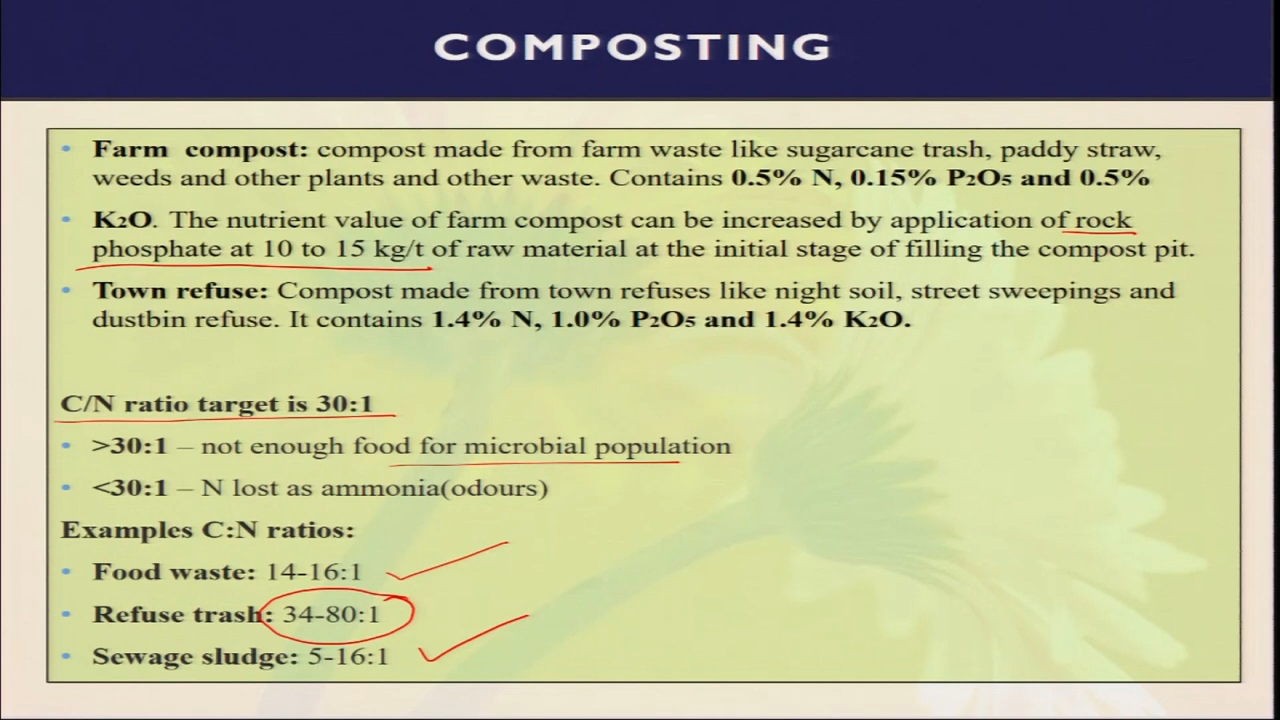 COMPOSTING
• Farm compost: compost made from farm waste like sugarcane trash, paddy straw,
weeds and other plants and other waste. Contains 0.5% N, 0.15% P2O5 and 0.5%
• K2O. The nutrient value of farm compost can be increased by application of rock
phosphate at 10 to 15 kg/t of raw material at the initial stage of filling the compost pit.
• Town refuse: Compost made from town refuses like night soil, street sweepings and
dustbin refuse. It contains 1.4% N, 1.0% P2O5 and 1.4% K2O.
C/N ratio target is 30:1
• >30:1 – not enough food for microbial population
• <30:1 – N lost as ammonia(odours)
Examples C:N ratios:
• Food waste: 14-16:1
• Refuse trash: 34-80:1
• Sewage sludge: 5-16:1